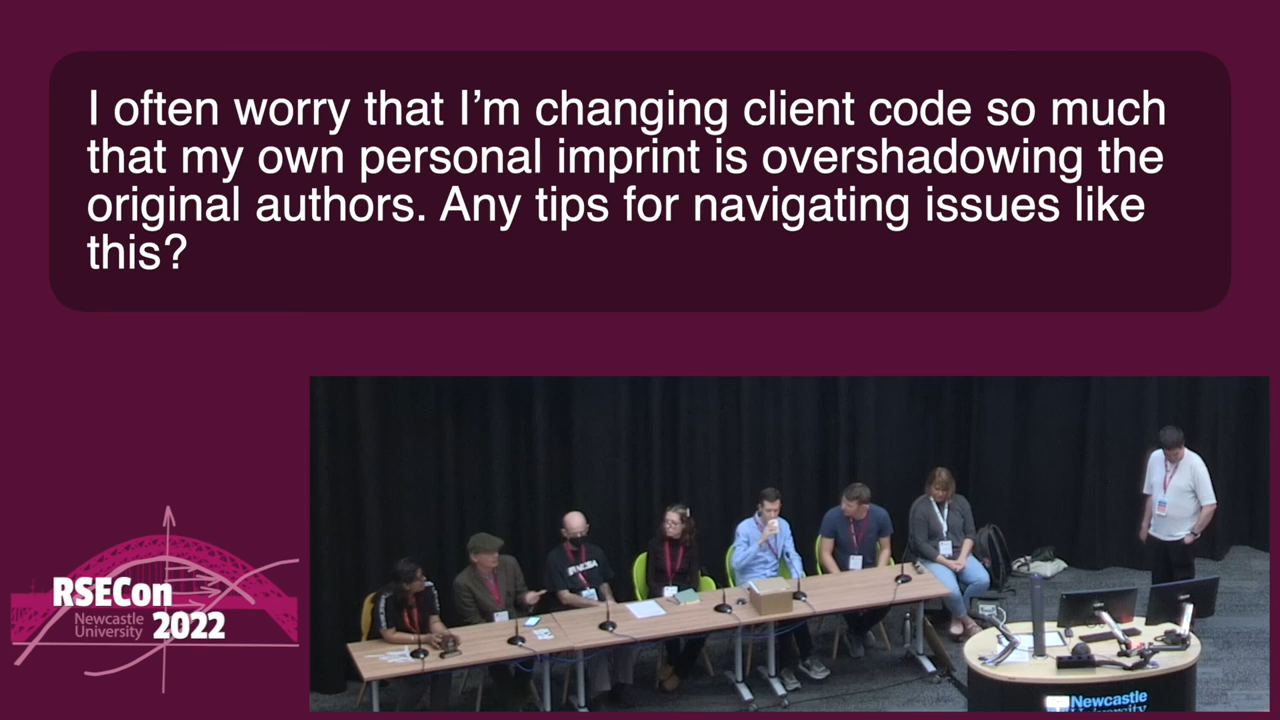 I often worry that I’m changing client code so much
that my own personal imprint is overshadowing the
original authors. Any tips for navigating issues like
this?
RSECon
Newcastle
University
2022
Newcastle
University